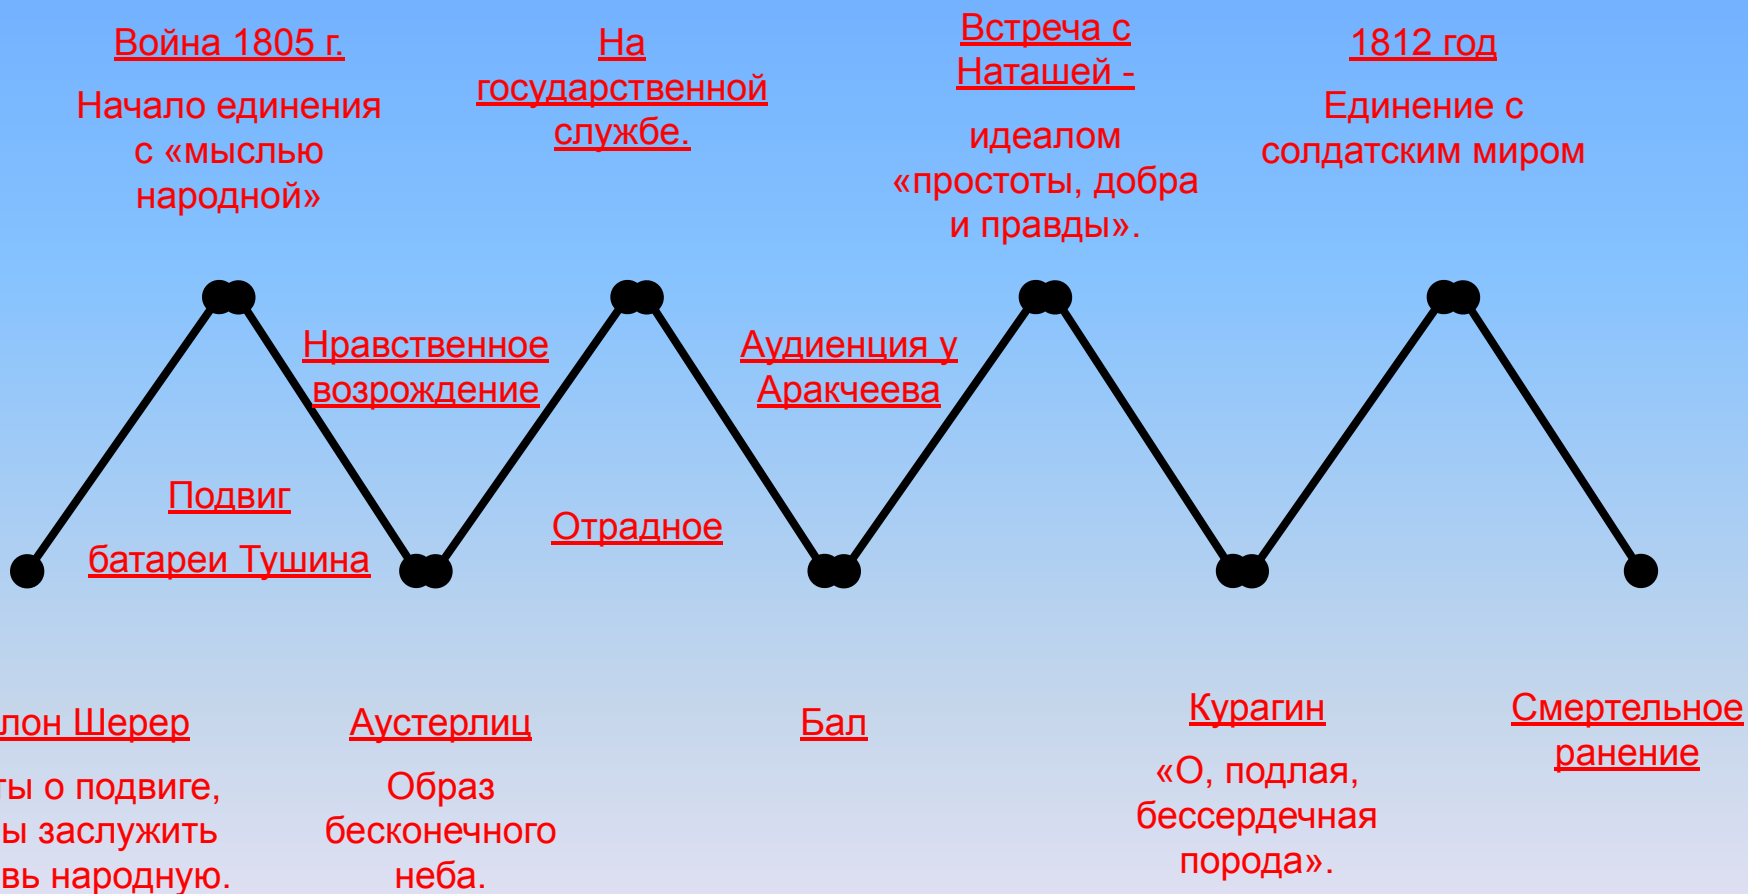 Война 1805 г.
Начало единения
с «мыслью
народной»
На
государственной
службе.
Встреча с
Наташей -
идеалом
«простоты, добра
и правды».
1812 год
Единение с
солдатским миром
Нравственное
возрождение
Аудиенция у
Аракчеева
Подвиг
батареи Тушина
Отрадное
лон Шерер
ты о подвиге,
ы заслужить
вь народную.
Аустерлиц
Образ
бесконечного
неба.
Бал
Курагин
«О, подлая,
бессердечная
порода».
Смертельное
ранение